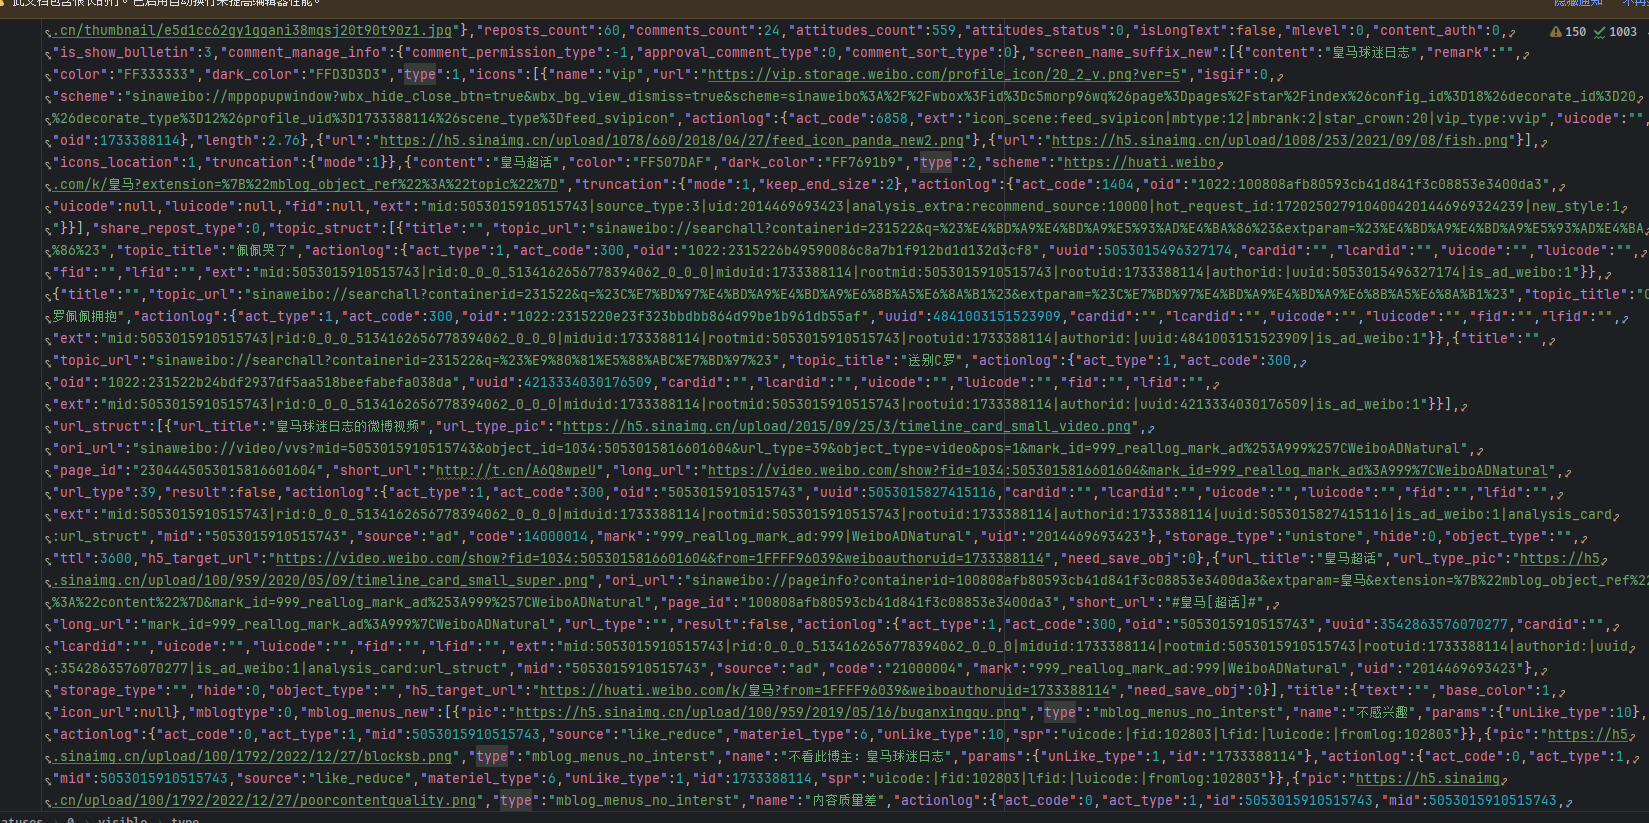 .cn/thumbnail/e5d1cc62gy1gqani38mqsj20t90t90z1.jpg"},"reposts_count":60,"comments_count":24,"attitudes_count":559,"attitudes_status":0,"isLongText":false,"mlevel":0,"content_auth":0, 150 1003
"is_show_bulletin":3,"comment_manage_info":{"comment_permission_type":-1,"approval_comment_type":0,"comment_sort_type":0},"screen_name_suffix_new":[{"content":"皇马球迷日志","remark":"",
"color":"FF333333","dark_color":"FFD3D3D3","type":1,"icons":[{"name":"vip","url":"https://vip.storage.weibo.com/profile_icon/20_2_v.png?ver=5","isgif":0,
"scheme":"sinaweibo://mppopupwindow?wbx_hide_close_btn=true&wbx_bg_view_dismiss=true&scheme=sinaweibo%3A%2F%2Fwbox%3Fid%3Dc5morp96wq%26page%3Dpages%2Fstar%2Findex%26config_id%3D18%26decorate_id%3D20
%26decorate_type%3D12%26profile_uid%3D1733388114%26scene_type%3Dfeed_svipicon","actionlog":{"act_code":6858,"ext":"icon_scene:feed_svipicon|mbtype:12|mbrank:2|star_crown:20|vip_type:vvip","uicode":"",
"oid":1733388114},"length":2.76},{"url":"https://h5.sinaimg.cn/upload/1078/660/2018/04/27/feed_icon_panda_new2.png"},{"url":"https://h5.sinaimg.cn/upload/1008/253/2021/09/08/fish.png"}],
"icons_location":1,"truncation":{"mode":1}},{"content":"皇马超话","color":"FF507DAF","dark_color":"FF7691b9","type":2,"scheme":"https://huati.weibo
.com/k/皇马?extension=%7B%22mblog_object_ref%22%3A%22topic%22%7D","truncation":{"mode":1,"keep_end_size":2},"actionlog":{"act_code":1404,"oid":"1022:100808afb80593cb41d841f3c08853e3400da3",
"uicode":null,"luicode":null,"fid":null,"ext":"mid:5053015910515743|source_type:3|uid:2014469693423|analysis_extra:recommend_source:10000|hot_request_id:17202502791040042014469693​24239|new_style:1
"}}],"share_repost_type":0,"topic_struct":[{"title":"","topic_url":"sinaweibo://searchall?containerid=231522&q=%23%E4%BD%A9%E4%BD%A9%E5%93%AD%E4%BA%86%23&extparam=%23%E4%BD%A9%E4%BD%A9%E5%93%AD%E4%BA
%86%23","topic_title":"佩佩哭了","actionlog":{"act_type":1,"act_code":300,"oid":"1022:2315226b49590086c8a7b1f912bd1d132d3cf8","uuid":5053015496327174,"cardid":"","lcardid":"","uicode":"","luicode":"",
"fid":"","lfid":"","ext":"mid:5053015910515743|rid:0_0_0_5134162656778394062_0_0_0|miduid:1733388114|rootmid:5053015910515743|rootuid:1733388114|authorid:|uuid:5053015496327174|is_ad_weibo:1"}},
{"title":"","topic_url":"sinaweibo://searchall?containerid=231522&q=%23C%E7%BD%97%E4%BD%A9%E4%BD%A9%E6%8B%A5%E6%8A%B1%23&extparam=%23C%E7%BD%97%E4%BD%A9%E4%BD%A9%E6%8B%A5%E6%8A%B1%23","topic_title":"C
罗佩佩拥抱","actionlog":{"act_type":1,"act_code":300,"oid":"1022:2315220e23f323bbdbb864d99be1b961db55af","uuid":4841003151523909,"cardid":"","lcardid":"","uicode":"","luicode":"","fid":"","lfid":"",
"ext":"mid:5053015910515743|rid:0_0_0_5134162656778394062_0_0_0|miduid:1733388114|rootmid:5053015910515743|rootuid:1733388114|authorid:|uuid:4841003151523909|is_ad_weibo:1"}},{"title":"",
"topic_url":"sinaweibo://searchall?containerid=231522&q=%23%E9%80%81%E5%88%ABC%E7%BD%97%23","topic_title":"送别C罗","actionlog":{"act_type":1,"act_code":300,
"oid":"1022:231522b24bdf2937df5aa518beefabefa038da","uuid":4213334030176509,"cardid":"","lcardid":"","uicode":"","luicode":"","fid":"","lfid":"",
"ext":"mid:5053015910515743|rid:0_0_0_5134162656778394062_0_0_0|miduid:1733388114|rootmid:5053015910515743|rootuid:1733388114|authorid:|uuid:4213334030176509|is_ad_weibo:1"}}],
"url_struct":[{"url_title":"皇马球迷日志的微博视频","url_type_pic":"https://h5.sinaimg.cn/upload/2015/09/25/3/timeline_card_small_video.png",
"ori_url":"sinaweibo://video/vvs?mid=5053015910515743&object_id=1034:5053015816601604&url_type=39&object_type=video&pos=1&mark_id=999_reallog_mark_ad%253A999%257CWeiboADNatural",
"page_id":"2304445053015816601604","short_url":"http://t.cn/A6Q8wpeU","long_url":"https://video.weibo.com/show?fid=1034:5053015816601604&mark_id=999_reallog_mark_ad%3A999%7CWeiboADNatural",
"url_type":39,"result":false,"actionlog":{"act_type":1,"act_code":300,"oid":"5053015910515743","uuid":5053015827415116,"cardid":"","lcardid":"","uicode":"","luicode":"","fid":"","lfid":"",
"ext":"mid:5053015910515743|rid:0_0_0_5134162656778394062_0_0_0|miduid:1733388114|rootmid:5053015910515743|rootuid:1733388114|authorid:1733388114|uuid:5053015827415116|is_ad_weibo:1|analysis_card
:url_struct","mid":"5053015910515743","source":"ad","code":"14000014","mark":"999_reallog_mark_ad:999|WeiboADNatural","uid":"2014469693423"},"storage_type":"unistore","hide":0,"object_type":"",
"ttl":3600,"h5_target_url":"https://video.weibo.com/show?fid=1034:5053015816601604&from=1FFFF96039&weiboauthoruid=1733388114","need_save_obj":0},{"url_title":"皇马超话","url_type_pic":"https://h5
.sinaimg.cn/upload/100/959/2020/05/09/timeline_card_small_super.png","ori_url":"sinaweibo://pageinfo?containerid=100808afb80593cb41d841f3c08853e3400da3&extparam=皇马&extension=%7B%22mblog_object_ref%22
%3A%22content%22%7D&mark_id=999_reallog_mark_ad%253A999%257CWeiboADNatural","page_id":"100808afb80593cb41d841f3c08853e3400da3","short_url":"#皇马[超话]#",
"long_url":"mark_id=999_reallog_mark_ad%3A999%7CWeiboADNatural","url_type":"","result":false,"actionlog":{"act_type":1,"act_code":300,"oid":"5053015910515743","uuid":3542863576070277,"cardid":"",
"lcardid":"","uicode":"","luicode":"","fid":"","lfid":"","ext":"mid:5053015910515743|rid:0_0_0_5134162656778394062_0_0_0|miduid:1733388114|rootmid:5053015910515743|rootuid:1733388114|authorid:|uuid
:3542863576070277|is_ad_weibo:1|analysis_card:url_struct","mid":"5053015910515743","source":"ad","code":"21000004","mark":"999_reallog_mark_ad:999|WeiboADNatural","uid":"2014469693423"},
"storage_type":"","hide":0,"object_type":"","h5_target_url":"https://huati.weibo.com/k/皇马?from=1FFFF96039&weiboauthoruid=1733388114","need_save_obj":0}],"title":{"text":"","base_color":1,
"icon_url":null},"mblogtype":0,"mblog_menus_new":[{"pic":"https://h5.sinaimg.cn/upload/100/959/2019/05/16/buganxingqu.png","type":"mblog_menus_no_interst","name":"不感兴趣","params":{"unLike_type":10},
"actionlog":{"act_code":0,"act_type":1,"mid":5053015910515743,"source":"like_reduce","materiel_type":6,"unLike_type":10,"spr":"uicode:|fid:102803|lfid:|luicode:|fromlog:102803"}},{"pic":"https://h5
.sinaimg.cn/upload/100/1792/2022/12/27/blocksb.png","type":"mblog_menus_no_interst","name":"不看此博主：皇马球迷日志","params":{"unLike_type":1,"id":"1733388114"},"actionlog":{"act_code":0,"act_type":1,
"mid":5053015910515743,"source":"like_reduce","materiel_type":6,"unLike_type":1,"id":1733388114,"spr":"uicode:|fid:102803|lfid:|luicode:|fromlog:102803"}},{"pic":"https://h5.sinaimg
.cn/upload/100/1792/2022/12/27/poorcontentquality.png","type":"mblog_menus_no_interst","name":"内容质量差","actionlog":{"act_code":0,"act_type":1,"id":5053015910515743,"mid":5053015910515743,